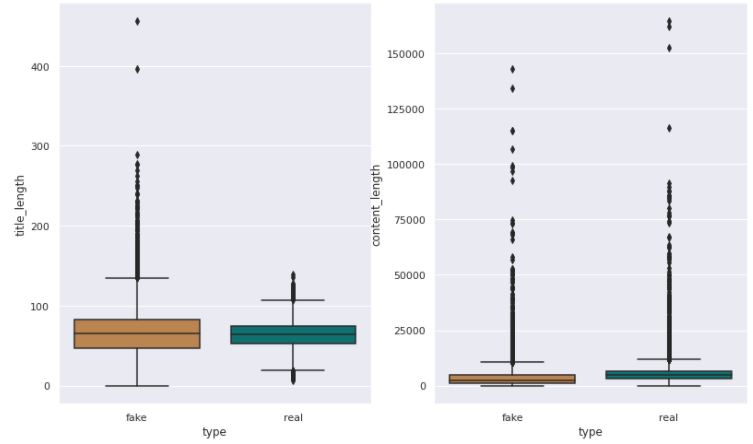 400
300
200
100
0
title_length
fake
real
type
150000
125000
100000
75000
50000
25000
0
content_length
fake
real
type